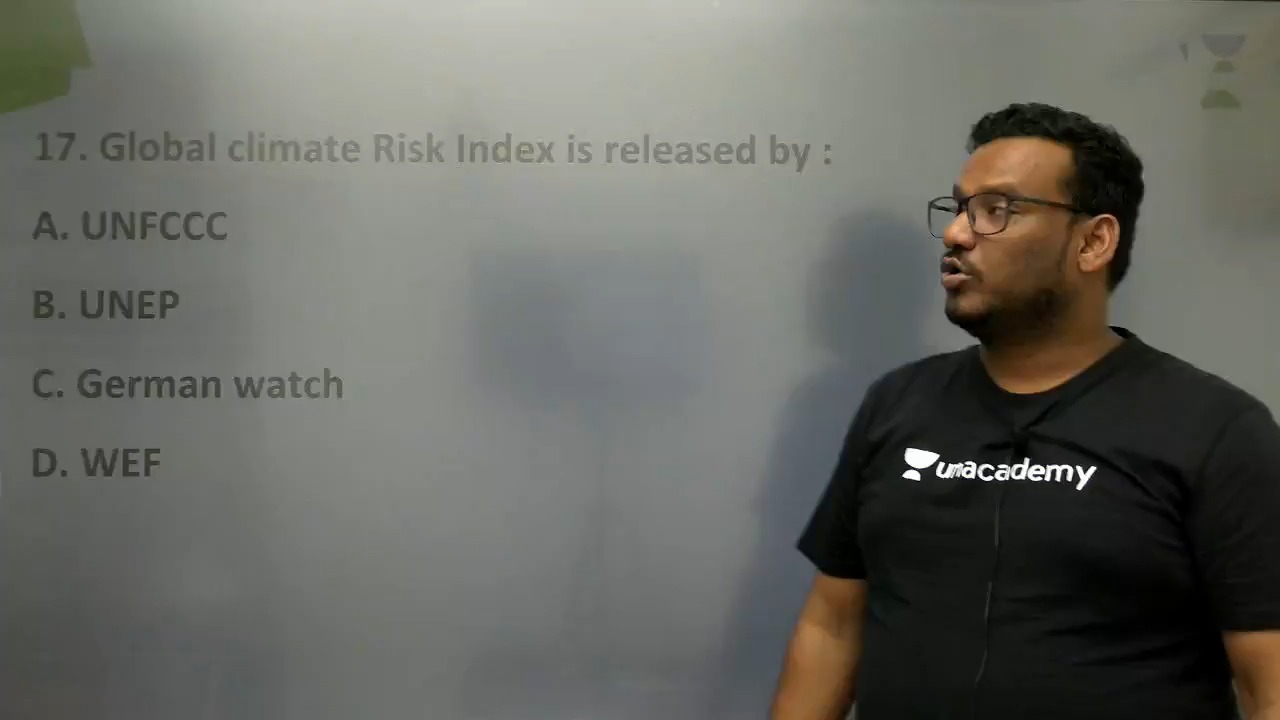 17. Global climate Risk Index is released by :
A. UNFCCC
B. UNEP
C. German watch
D. WEF
unacademy